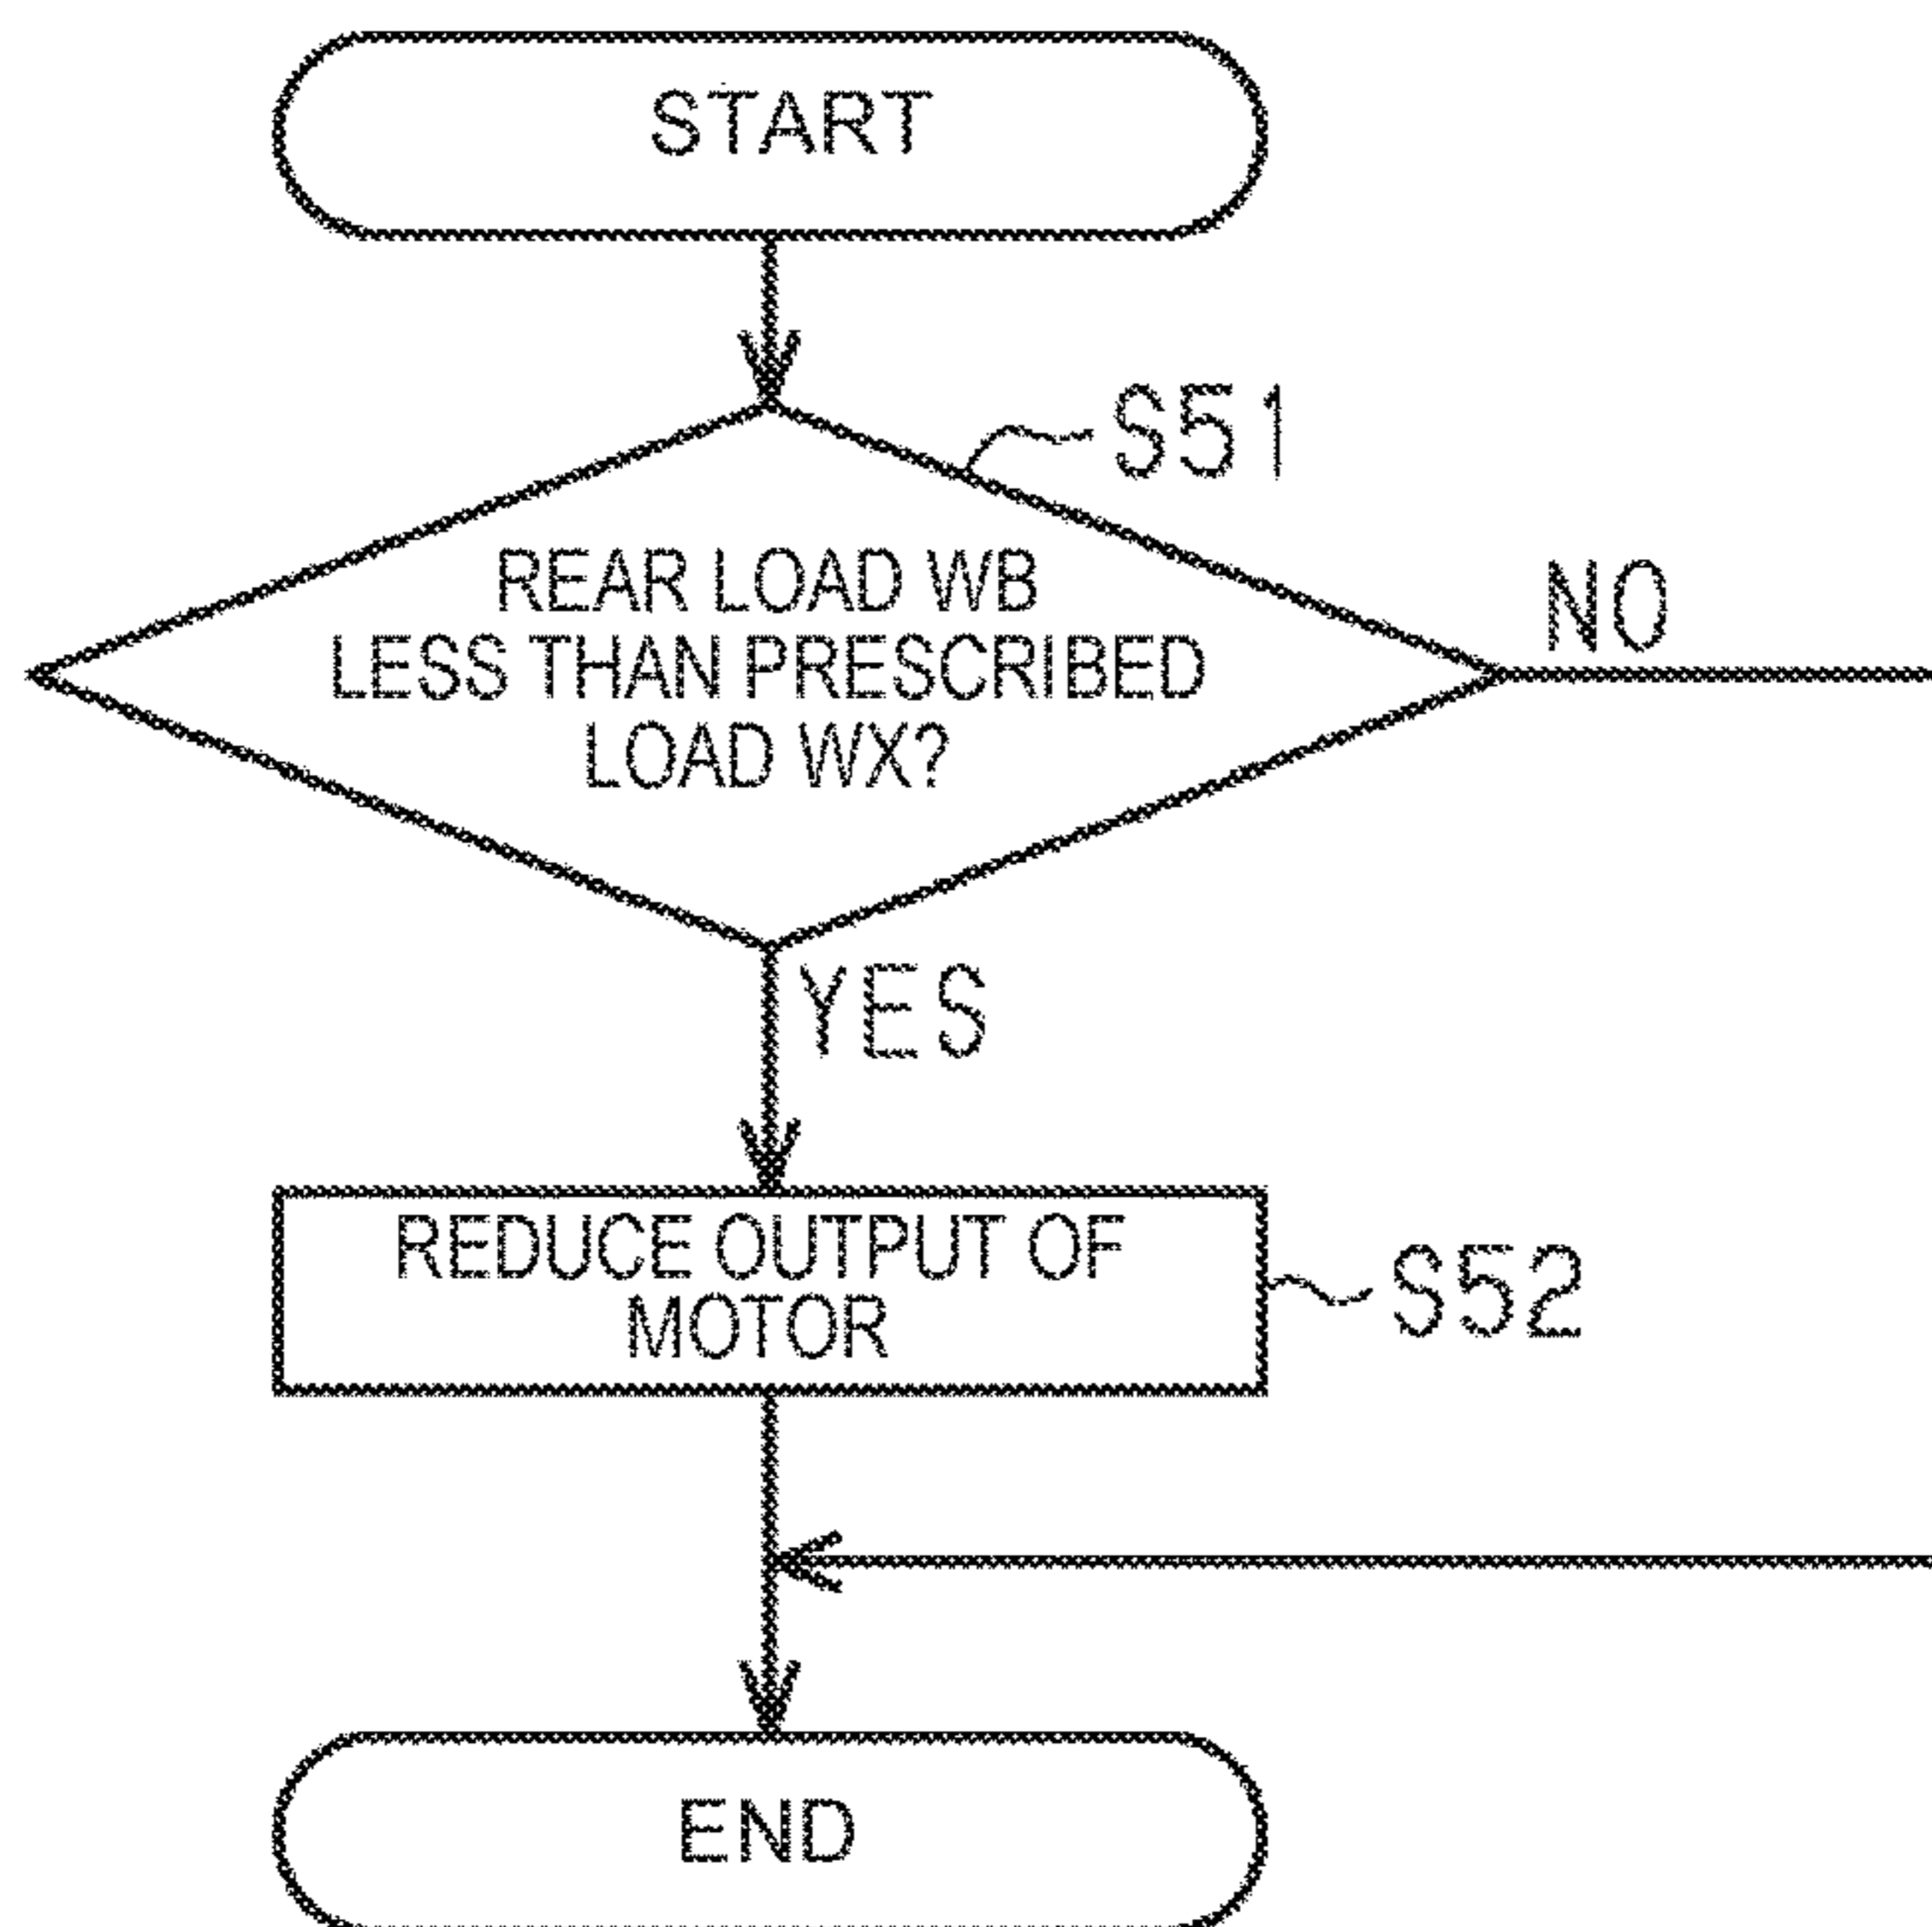 START
S51
REAR LOAD WB
LESS THAN PRESCRIBED
LOAD WX?
NO
YES
REDUCE OUTPUT OF
MOTOR
S52
END